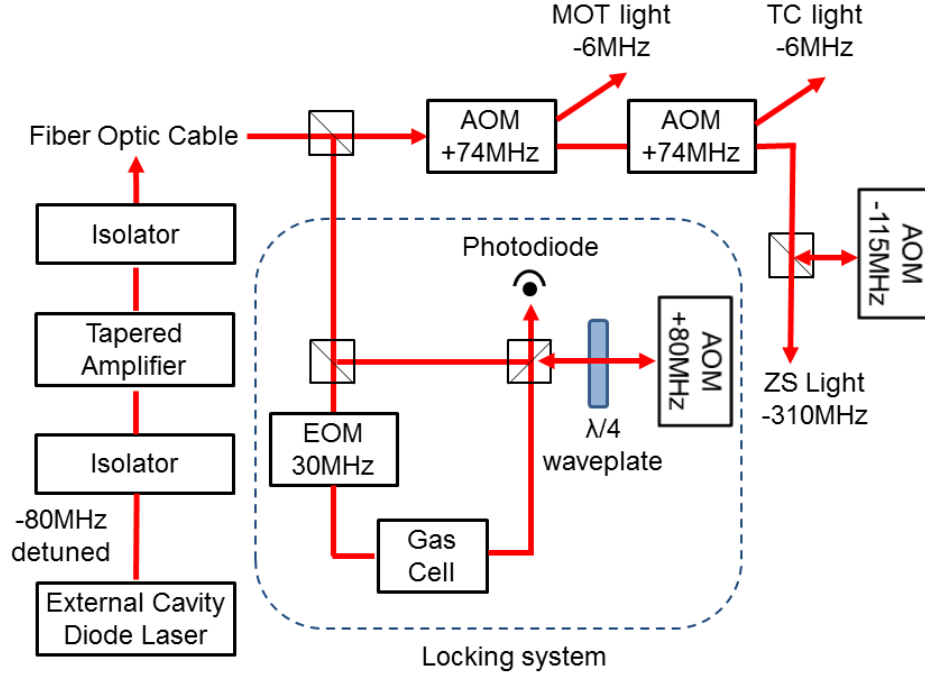 MOT light
-6MHz
TC light
-6MHz
Fiber Optic Cable
AOM
+74MHz
AOM
+74MHz
Isolator
AOM
-115MHz
Photodiode
Tapered
Amplifier
AOM
+80MHz
ZS Light
-310MHz
Isolator
EOM
30MHz
λ/4
waveplate
-80MHz
detuned
Gas
Cell
External Cavity
Diode Laser
Locking system